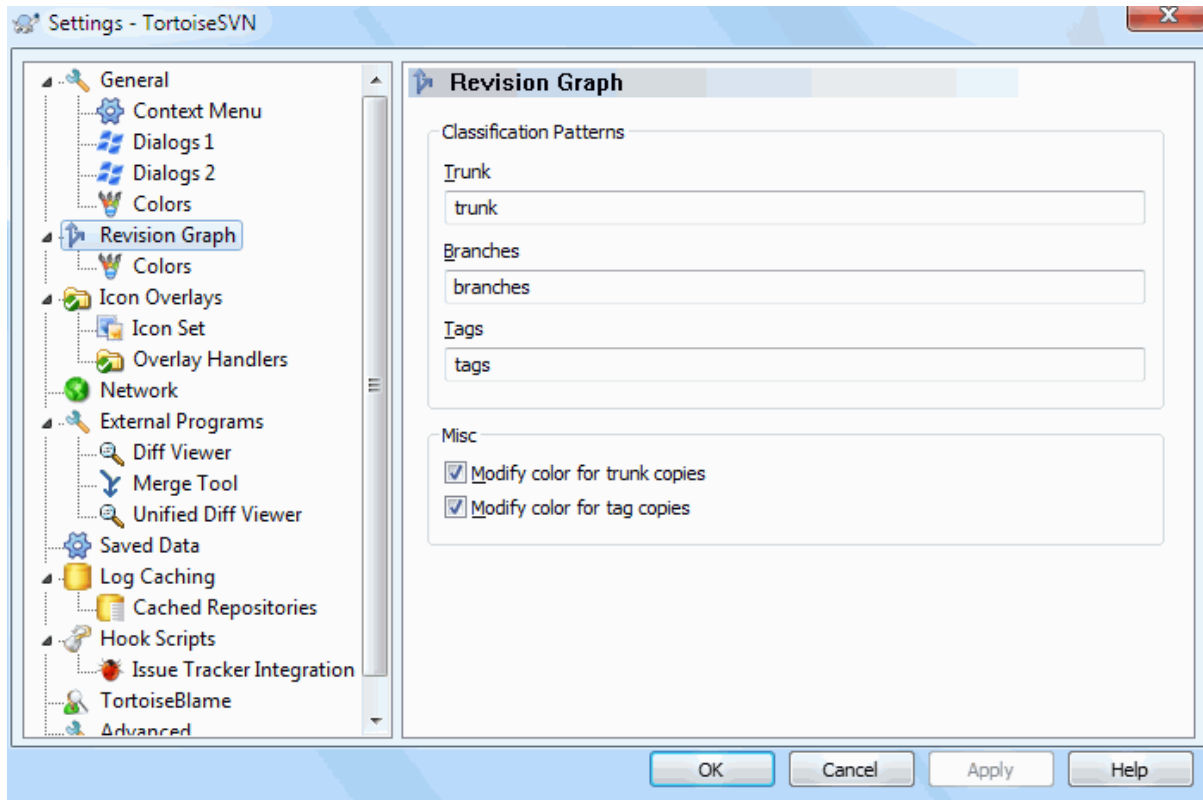 Settings - TortoiseSVN
General
Context Menu
Dialogs 1
Dialogs 2
Colors
Revision Graph
Colors
Icon Overlays
Icon Set
Overlay Handlers
Network
External Programs
Diff Viewer
Merge Tool
Unified Diff Viewer
Saved Data
Log Caching
Cached Repositories
Hook Scripts
Issue Tracker Integration
TortoiseBlame
Advanced
Revision Graph
Classification Patterns
Trunk
trunk
Branches
branches
Tags
tags
Misc
Modify color for trunk copies
Modify color for tag copies
OK Cancel Apply Help